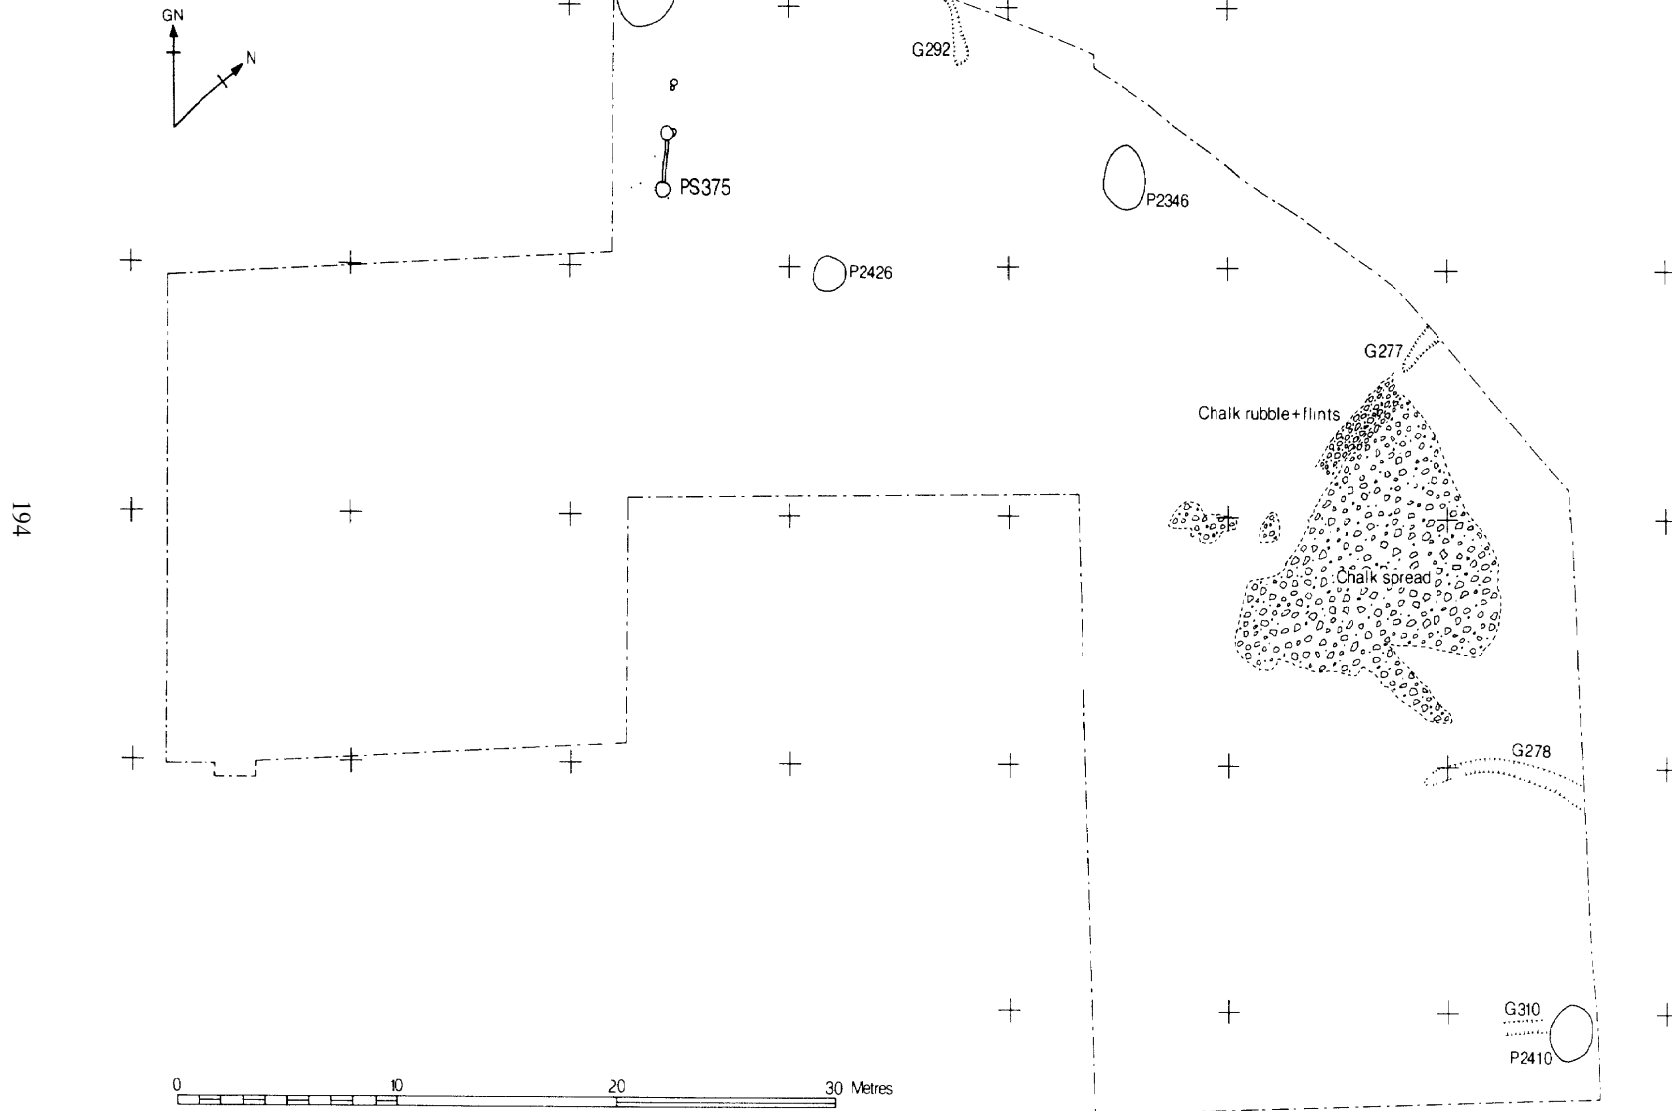 GN
N
G292
PS375
P2346
P2426
G277
Chalk rubble+flints
194
Chalk spread
G278
G310
P2410
0 10 20 30 Metres